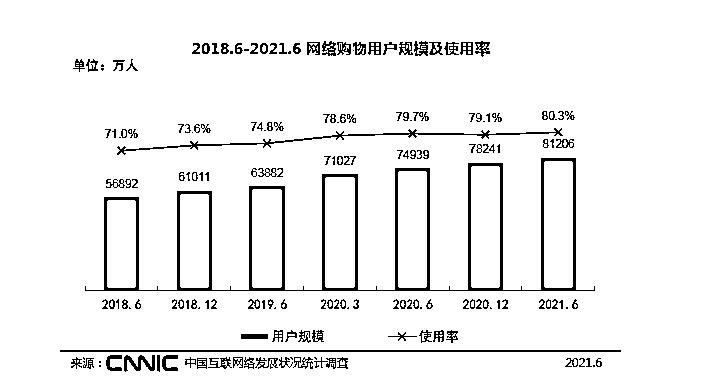 2018.6-2021.6 网络购物用户规模及使用率
单位：万人
71.0% 73.6% 74.8% 78.6% 79.7% 79.1% 80.3%
56892 61011 63882 71027 74939 78241 81206
2018.6 2018.12 2019.6 2020.3 2020.6 2020.12 2021.6
用户规模 使用率
来源：CNNIC 中国互联网络发展状况统计调查 2021.6